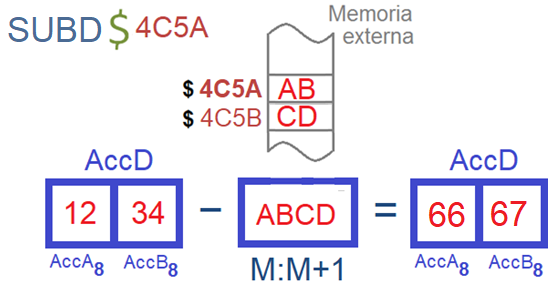 SUBD $ 4C5A
Memoria
externa
$ 4C5A AB
$ 4C5B CD
AccD AccD
12 34 − ABCD = 66 67
AccA8 AccB8 M:M+1 AccA8 AccB8